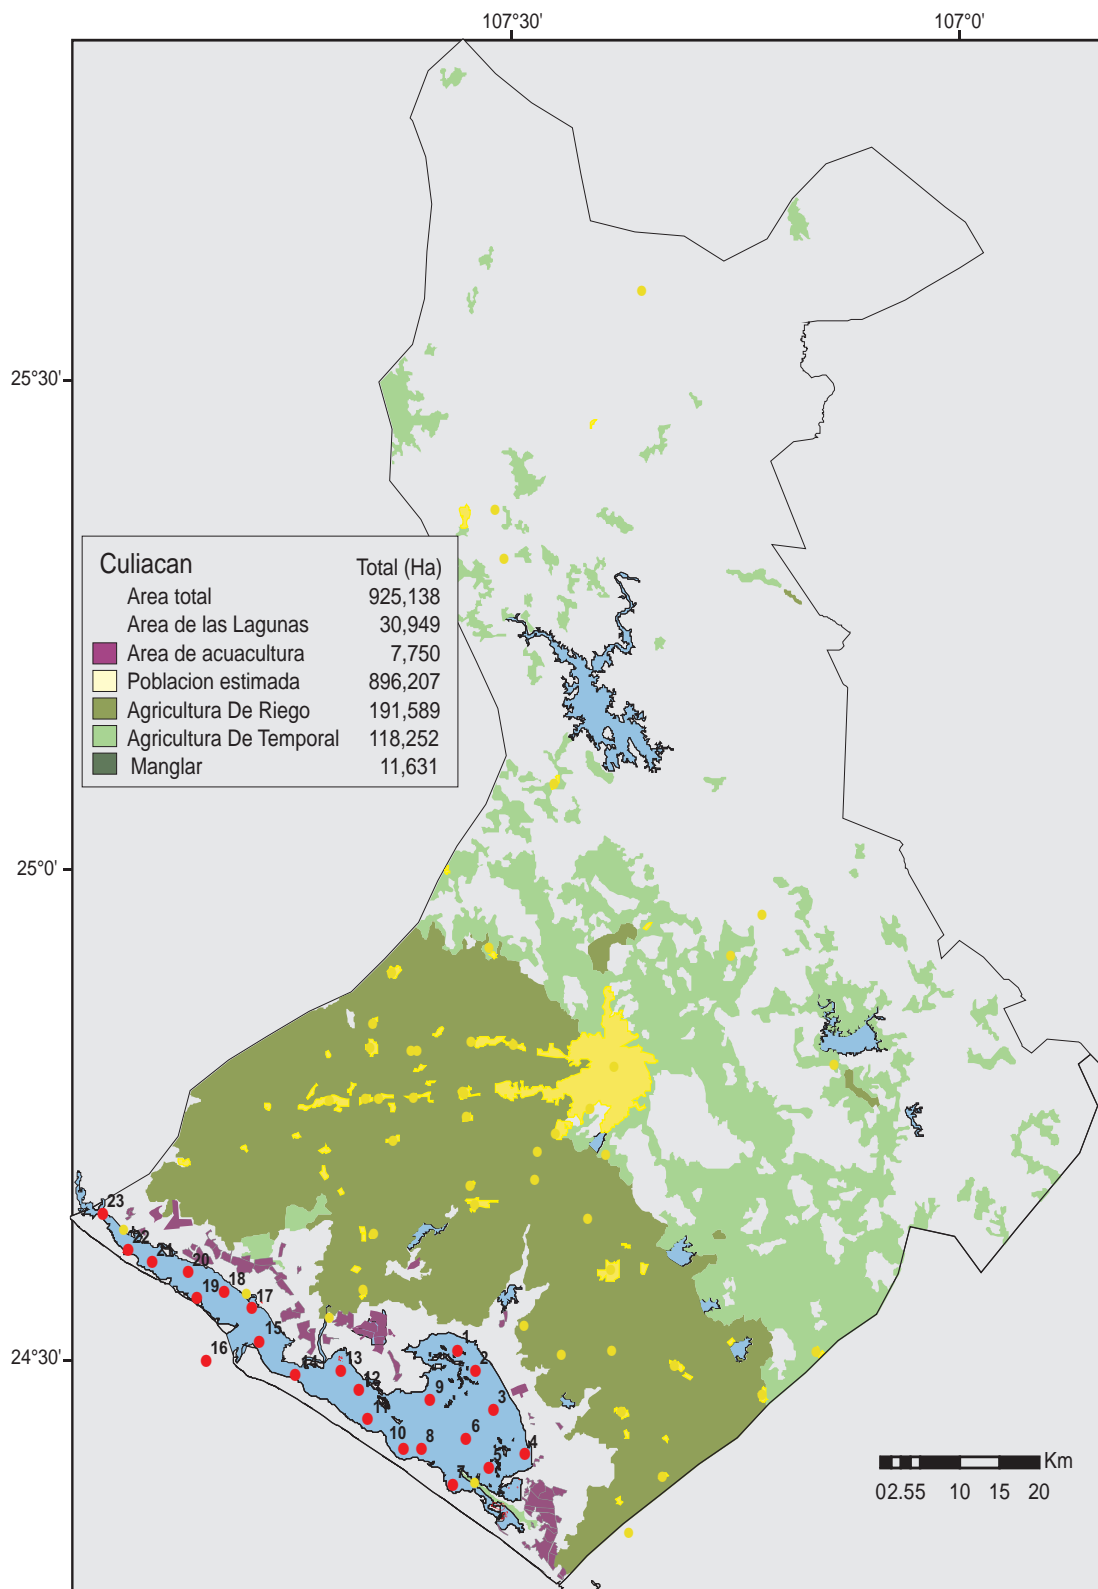 107°30' 107°0'
25°30'
Culiacan Total (Ha)
Area total 925,138
Area de las Lagunas 30,949
Area de acuacultura 7,750
Poblacion estimada 896,207
Agricultura De Riego 191,589
Agricultura De Temporal 118,252
Manglar 11,631
25°0'
23
22
21
20
19
18
17
16
15
24°30'
1
2
13
14
12
9
3
11
6
10
8
4
5
7
Km
02.55 10 15 20